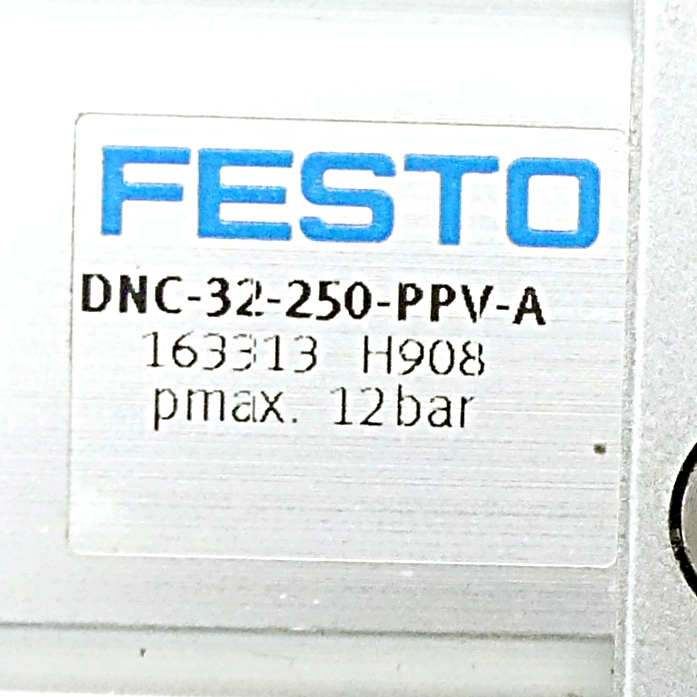 FESTO
DNC-32-250-PPV-A
163313 H908
pmax. 12bar